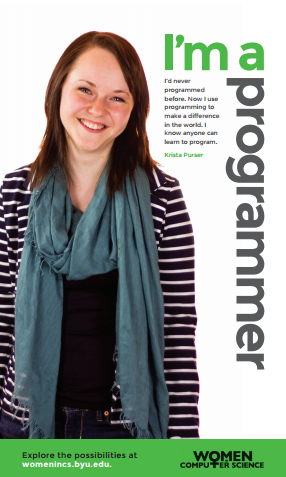 I'm a
programmer
I'd never
programmed
before. Now I use
programming to
make a difference
in the world. I
know anyone can
learn to program.
Krista Purser
Explore the possibilities at
womenincs.byu.edu.
WOMEN
COMPUTER SCIENCE